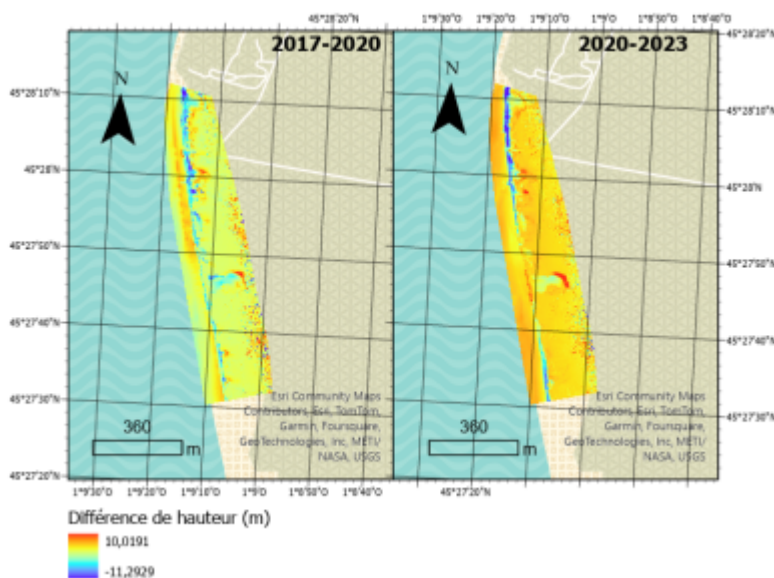 45°28'20"N 1°9'30"O 1°9'20"O 1°9'10"O 1°9'O 1°8'50"O 1°8'40"O
2017-2020 2020-2023
45°28'20"N
N N
45°28'10"N 45°28'10"N
45°28'N 45°28'N
45°27'50"N 45°27'50"N
45°27'40"N 45°27'40"N
45°27'30"N 45°27'30"N
Esri Community Maps Esri Community Maps
Contributors Esri, TomTom, Contributors Esri, TomTom,
Garmin, Foursquare, Garmin, Foursquare,
GeoTechnologies, Inc, METI/ GeoTechnologies, Inc, METI/
NASA, USGS NASA, USGS
360 m 360 m
45°27'20"N
1°9'30"O 1°9'20"O 1°9'10"O 1°9'O 1°8'50"O 1°8'40"O 45°27'20"N
Différence de hauteur (m)
10,0191
-11,2929